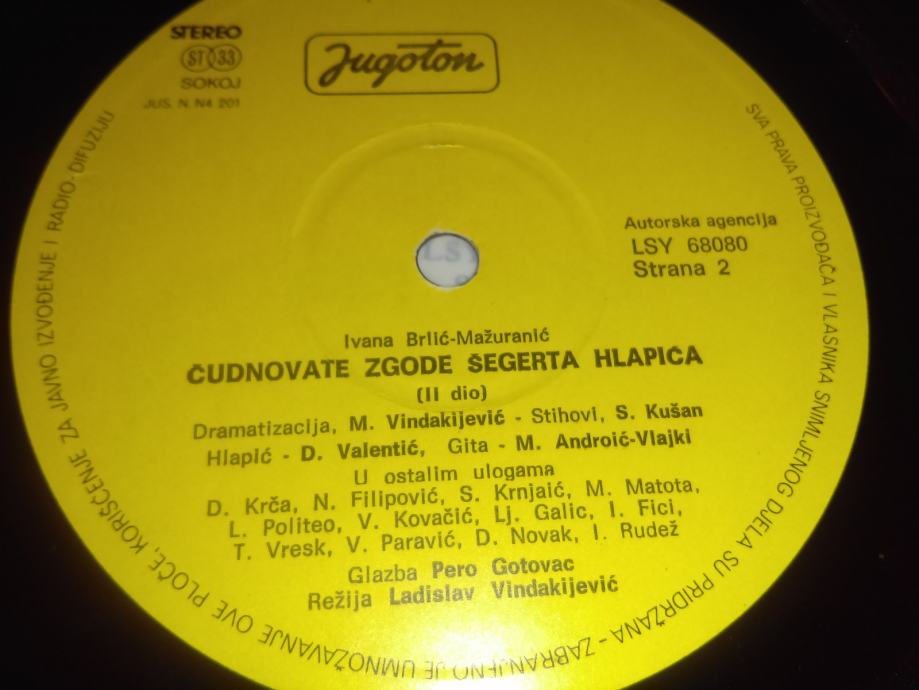 STEREO
ST 33
SOKOJ
JUS. N. N4 201
Jugoton
Autorska agencija
LSY 68080
Strana 2
LS
Ivana Brlić-Mažuranić
ČUDNOVATE ZGODE ŠEGERTA HLAPIĆA
(II dio)
Dramatizacija, M. Vindakijević - Stihovi, S. Kušan
Hlapić - D. Valentić, Gita - M. Androić-Vlajki
U ostalim ulogama
D. Krča, N. Filipović, S. Krnjaić, M. Matota,
L. Politeo, V. Kovačić, Lj. Galic, I. Fici,
T. Vresk, V. Paravić, D. Novak, I. Rudež
Glazba Pero Gotovac
Režija Ladislav Vindakijević
SVA PRAVA PROIZVOĐAČA I VLASNIKA SNIMLJENOG DJELA SU PRIDRŽANA - ZABRANJENO JE UMNOŽAVANJE OVE PLOČE, KORIŠĆENJE ZA JAVNO IZVOĐENJE I RADIO-DIFUZIJU